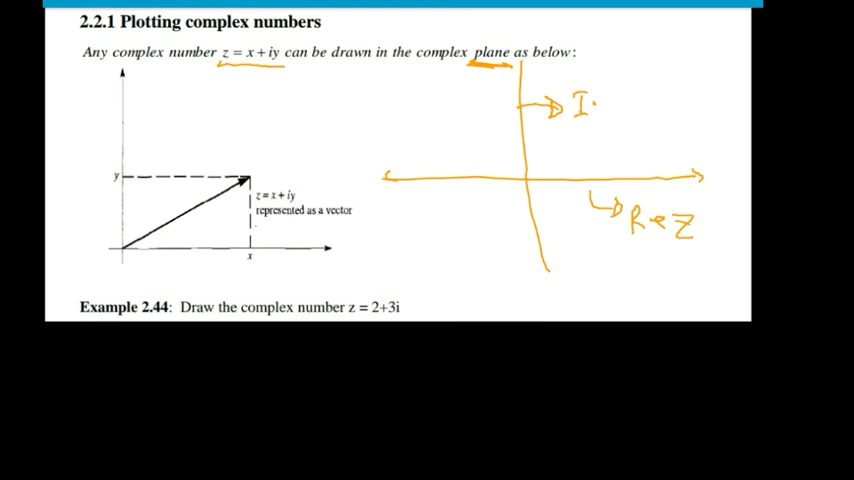 2.2.1 Plotting complex numbers
Any complex number z = x + iy can be drawn in the complex plane as below:
I.
y
z = x + iy
represented as a vector
Re Z
x
Example 2.44: Draw the complex number z = 2+3i